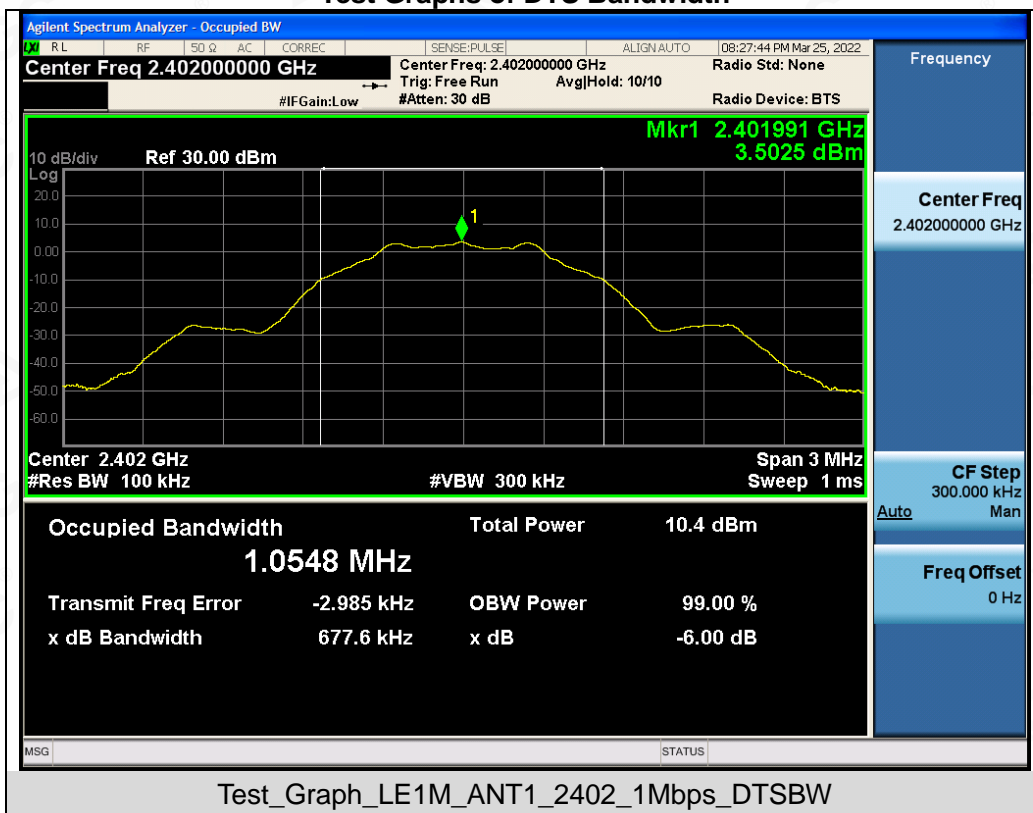 Test Graphs of DTS Bandwidth
Agilent Spectrum Analyzer - Occupied BW
LXI RL RF 50 Ω AC CORREC SENSE:PULSE ALIGN AUTO 08:27:44 PM Mar 25, 2022
Center Freq 2.402000000 GHz
Center Freq: 2.402000000 GHz
Radio Std: None
Trig: Free Run Avg|Hold: 10/10
#IFGain:Low #Atten: 30 dB Radio Device: BTS
Frequency
Mkr1 2.401991 GHz
3.5025 dBm
10 dB/div Ref 30.00 dBm
Log
20.0
10.0
0.00
-10.0
-20.0
-30.0
-40.0
-50.0
-60.0
1
Center 2.402 GHz Span 3 MHz
#Res BW 100 kHz #VBW 300 kHz Sweep 1 ms
Center Freq
2.402000000 GHz
CF Step
300.000 kHz
Auto Man
Freq Offset
0 Hz
Occupied Bandwidth Total Power 10.4 dBm
1.0548 MHz
Transmit Freq Error -2.985 kHz OBW Power 99.00 %
x dB Bandwidth 677.6 kHz x dB -6.00 dB
MSG STATUS
Test_Graph_LE1M_ANT1_2402_1Mbps_DTSBW